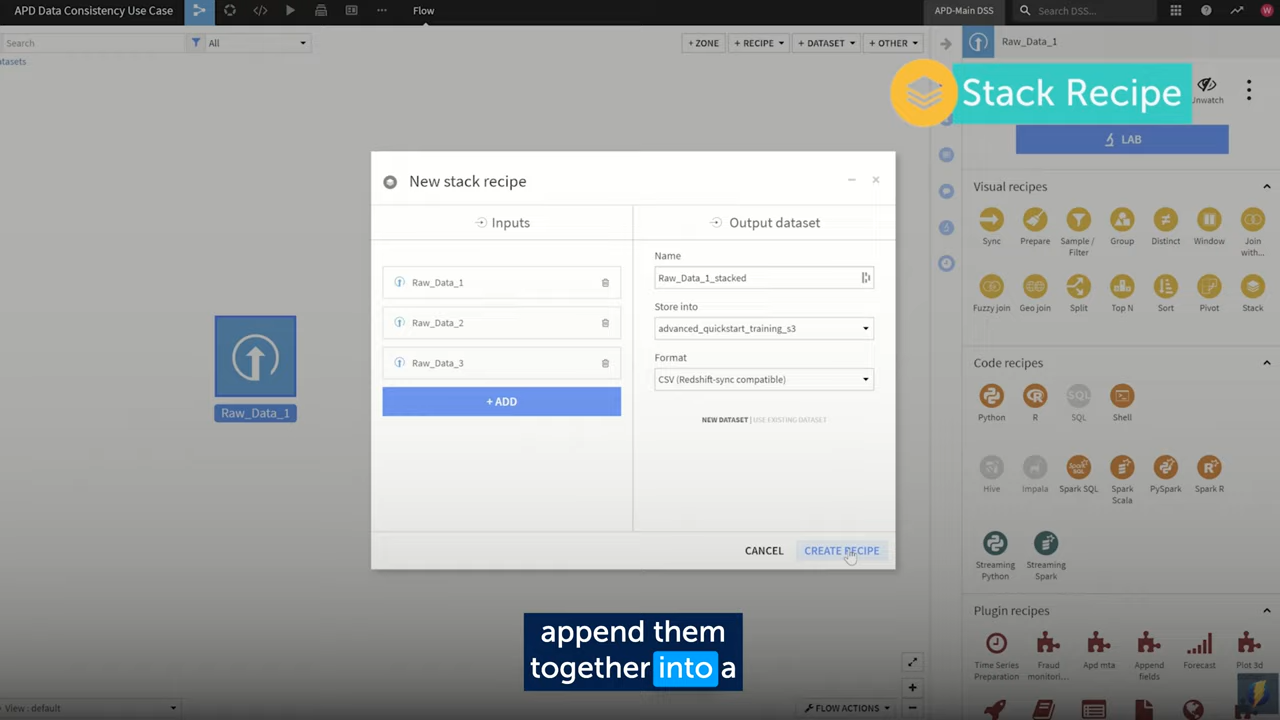 APD Data Consistency Use Case
Flow
APD-Main DSS
Search DSS...
W
Search
All
+ ZONE
+ RECIPE
+ DATASET
+ OTHER
Raw_Data_1
atasets
Stack Recipe
Unwatch
LAB
New stack recipe
Inputs
Output dataset
Raw_Data_1
Raw_Data_2
Raw_Data_3
+ ADD
Name
Raw_Data_1_stacked
Store into
advanced_quickstart_training_s3
Format
CSV (Redshift-sync compatible)
NEW DATASET | USE EXISTING DATASET
CANCEL
CREATE RECIPE
Raw_Data_1
Visual recipes
Sync
Prepare
Sample / Filter
Group
Distinct
Window
Join with...
Fuzzy join
Geo join
Split
Top N
Sort
Pivot
Stack
Code recipes
Python
R
SQL
Shell
Hive
Impala
Spark SQL
Spark Scala
PySpark
Spark R
Streaming Python
Streaming Spark
Plugin recipes
Time Series Preparation
Fraud monitori...
Apd mta
Append fields
Forecast
Plot 3d
append them
together into a
View : default
FLOW ACTIONS